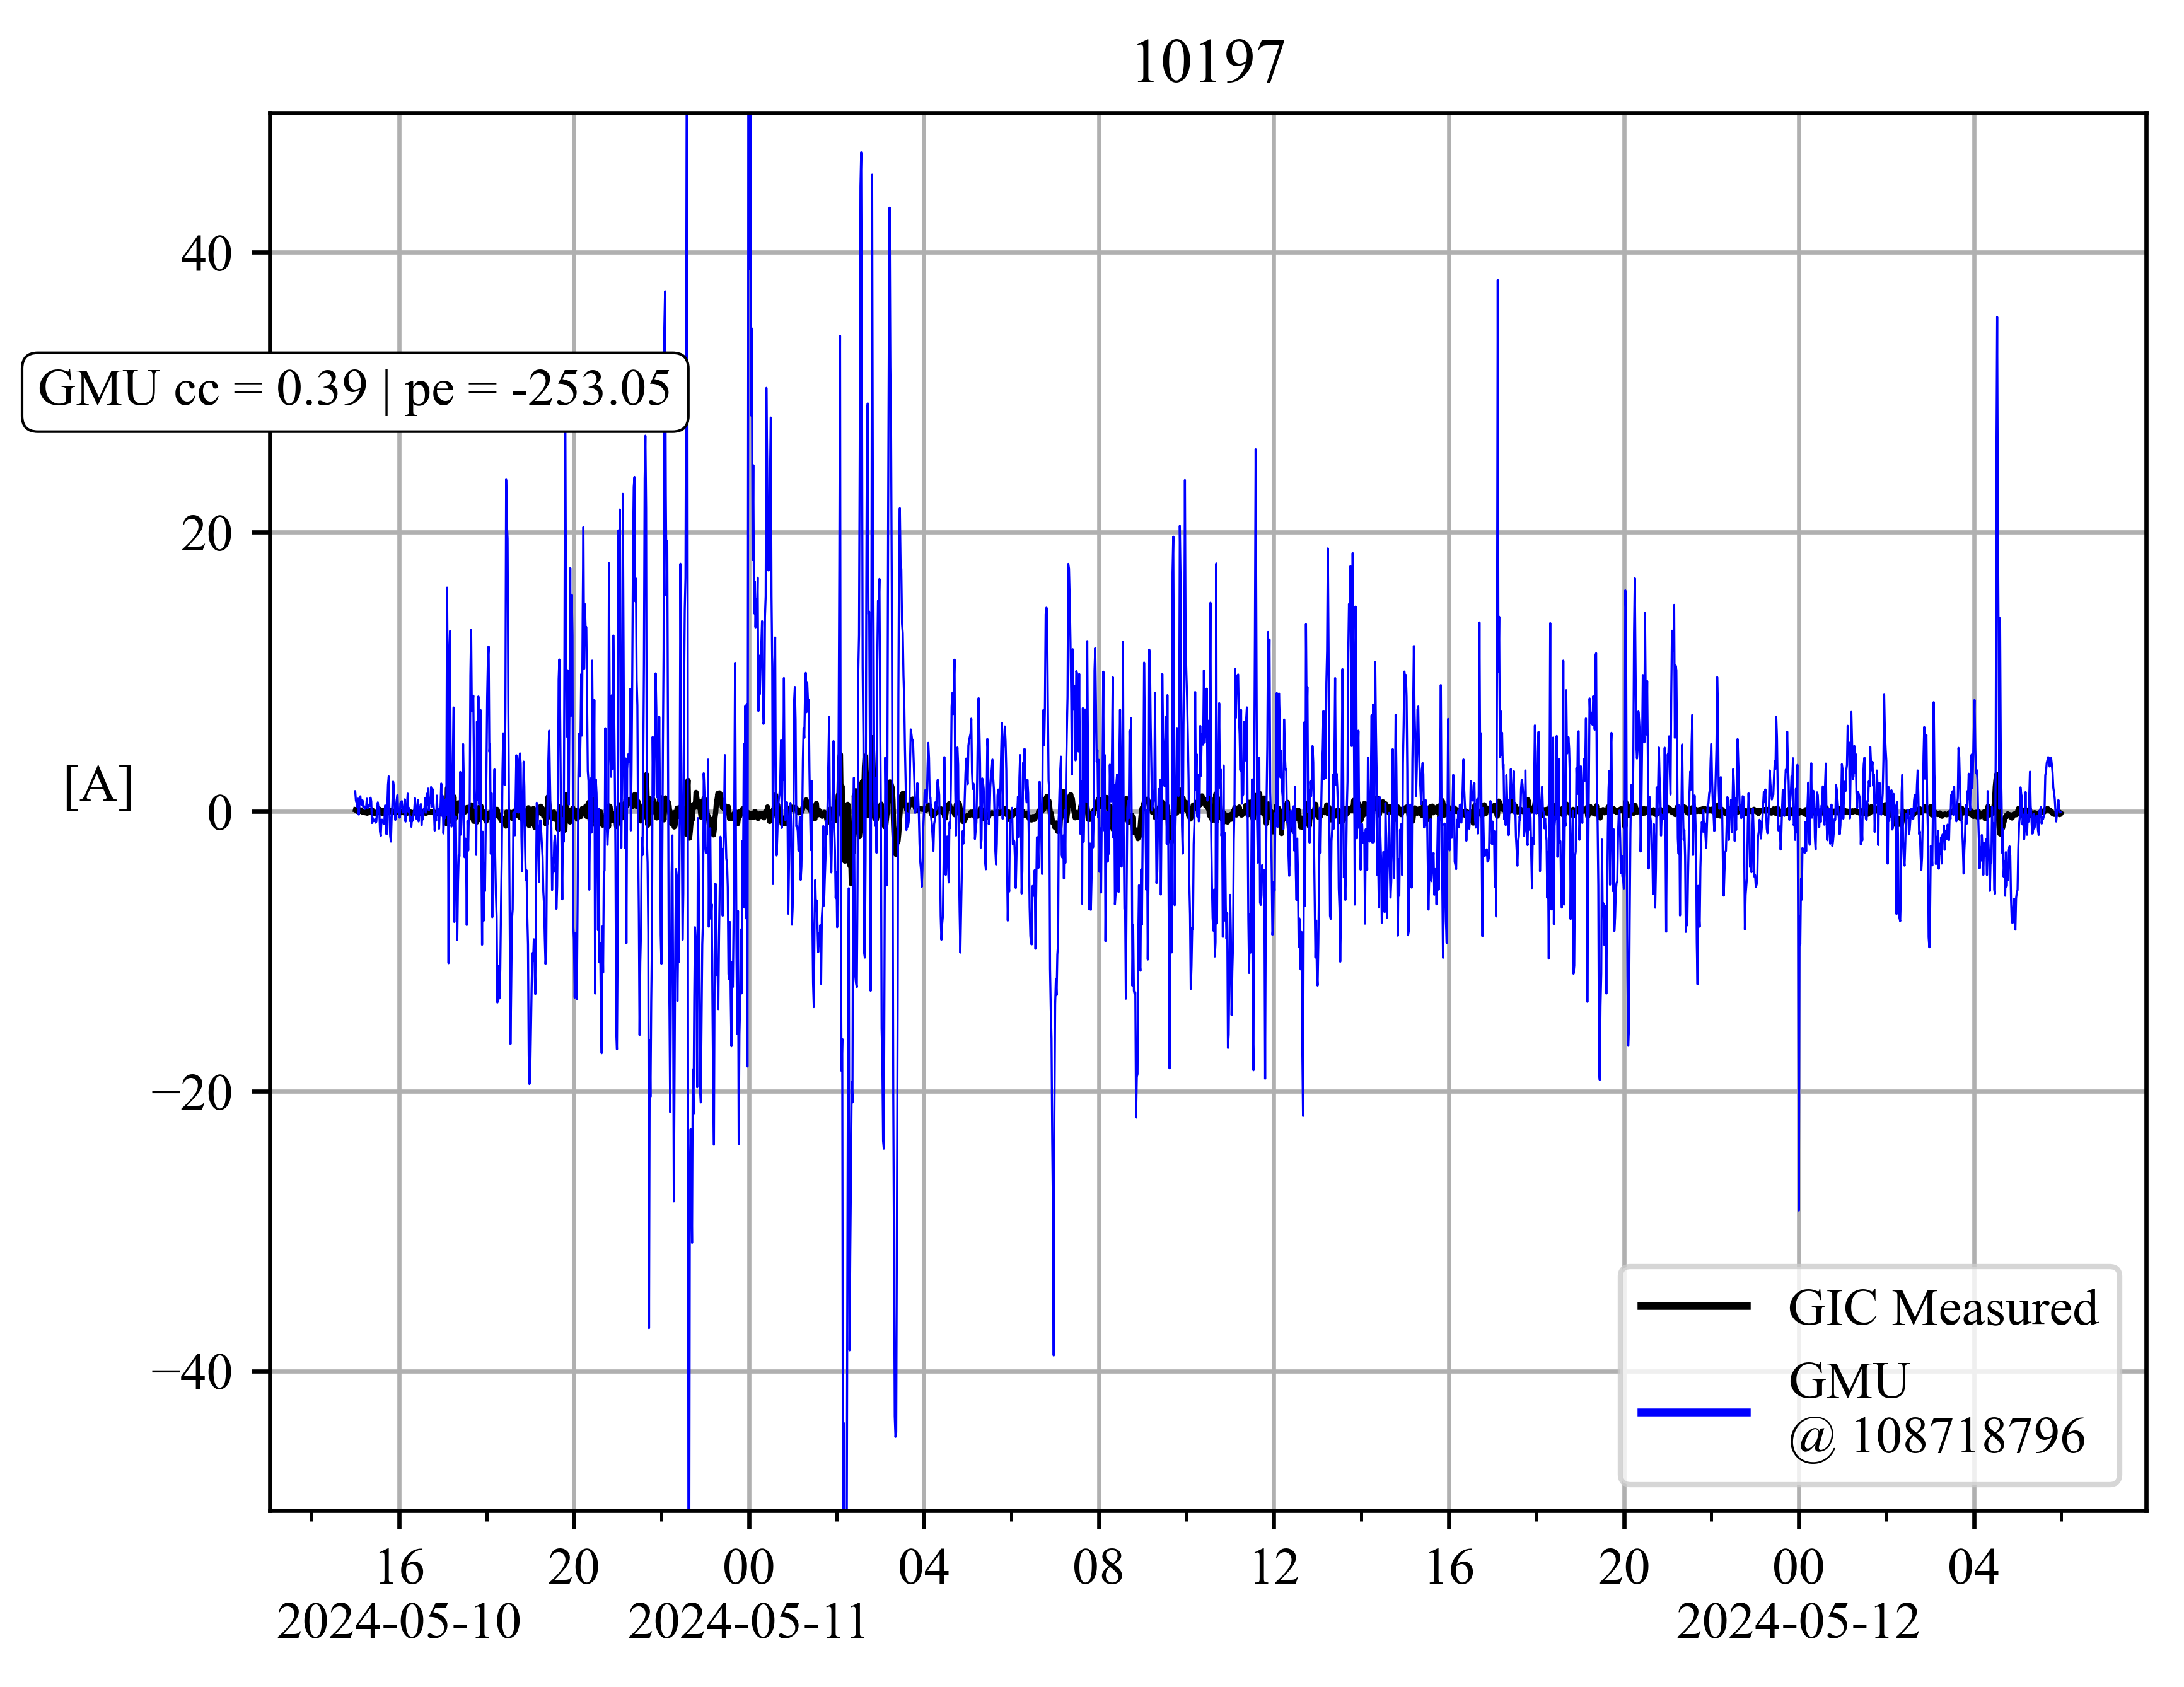 10197
40
GMU cc = 0.39 | pe = -253.05
20
[A]
0
−20
−40
GIC Measured
GMU
@ 108718796
16 20 00 04 08 12 16 20 00 04
2024-05-10 2024-05-11 2024-05-12